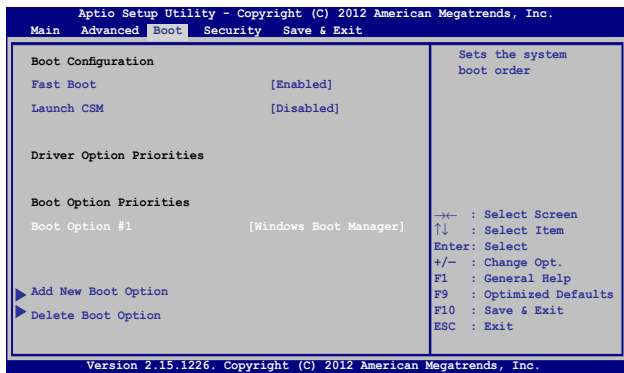 Aptio Setup Utility - Copyright (C) 2012 American Megatrends, Inc.
Main Advanced Boot Security Save & Exit
Boot Configuration
Fast Boot [Enabled]
Launch CSM [Disabled]
Driver Option Priorities
Boot Option Priorities
Boot Option #1 [Windows Boot Manager]
Add New Boot Option
Delete Boot Option
Sets the system
boot order
→← : Select Screen
↑↓ : Select Item
Enter: Select
+/— : Change Opt.
F1 : General Help
F9 : Optimized Defaults
F10 : Save & Exit
ESC : Exit
Version 2.15.1226. Copyright (C) 2012 American Megatrends, Inc.